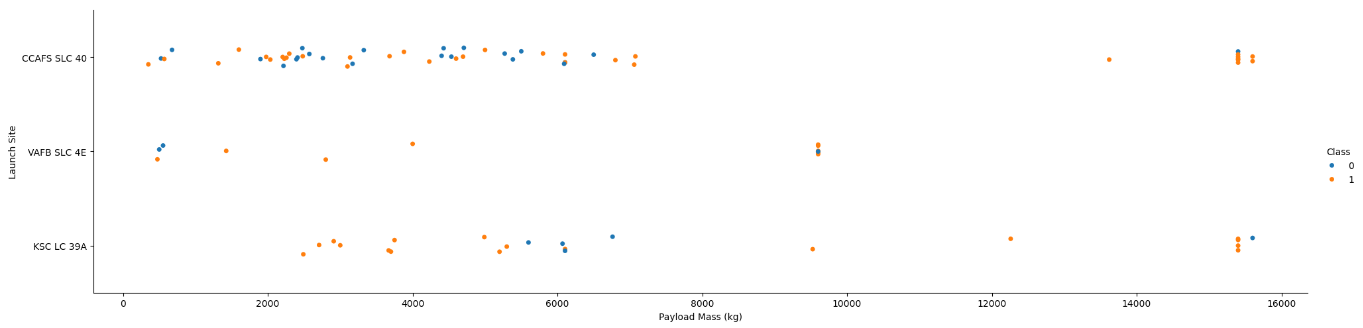 CCAFS SLC 40
VAFB SLC 4E
KSC LC 39A
Launch Site
0 2000 4000 6000 8000 10000 12000 14000 16000
Payload Mass (kg)
Class
0
1